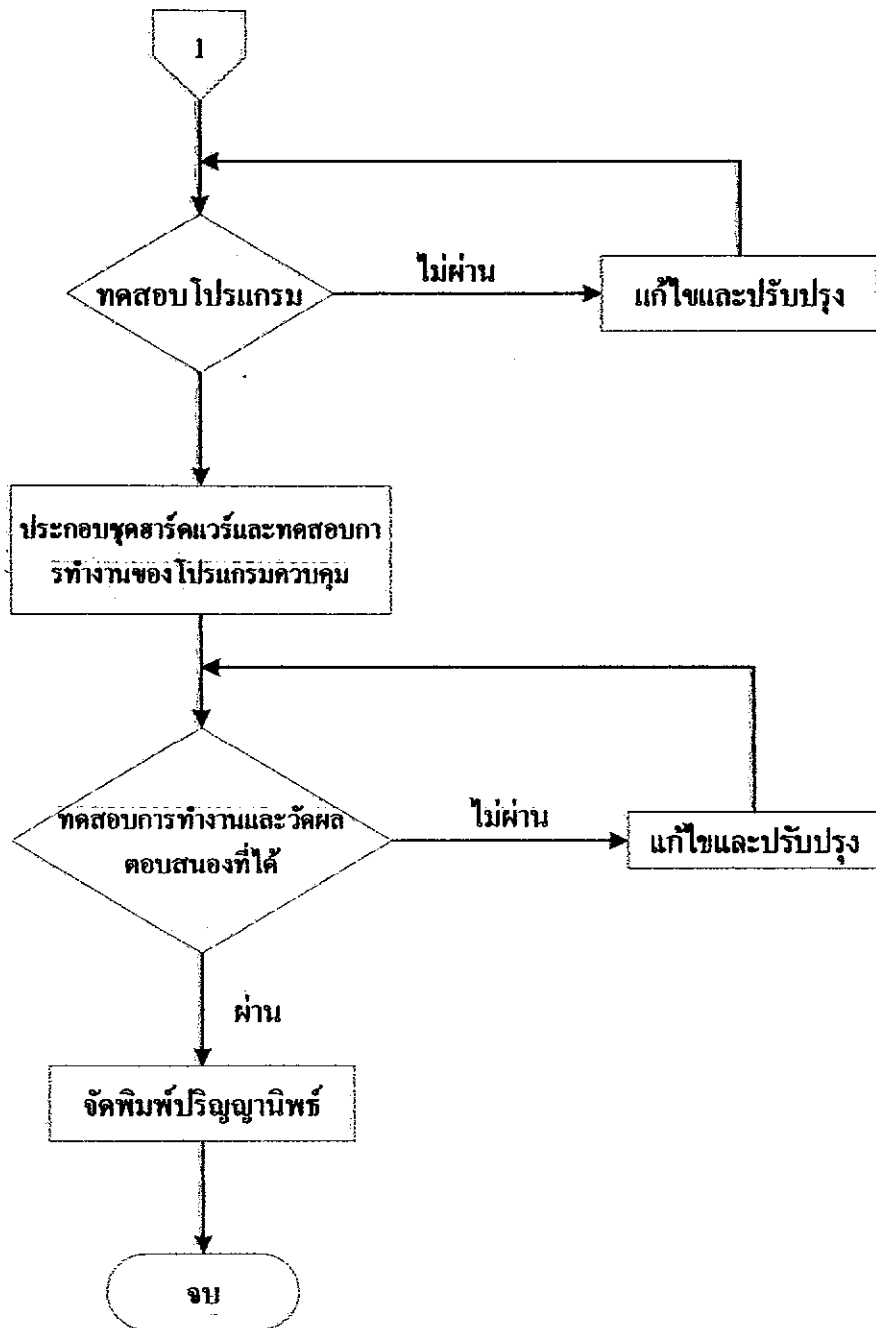 1
ทดสอบโปรแกรม
ไม่ผ่าน
แก้ไขและปรับปรุง
ประกอบชุดฮาร์ดแวร์และทดสอบกา
รทำงานของโปรแกรมควบคุม
ทดสอบการทำงานและวัดผล
ตอบสนองที่ได้
ไม่ผ่าน
แก้ไขและปรับปรุง
ผ่าน
จัดพิมพ์ปริญญานิพธ์
จบ